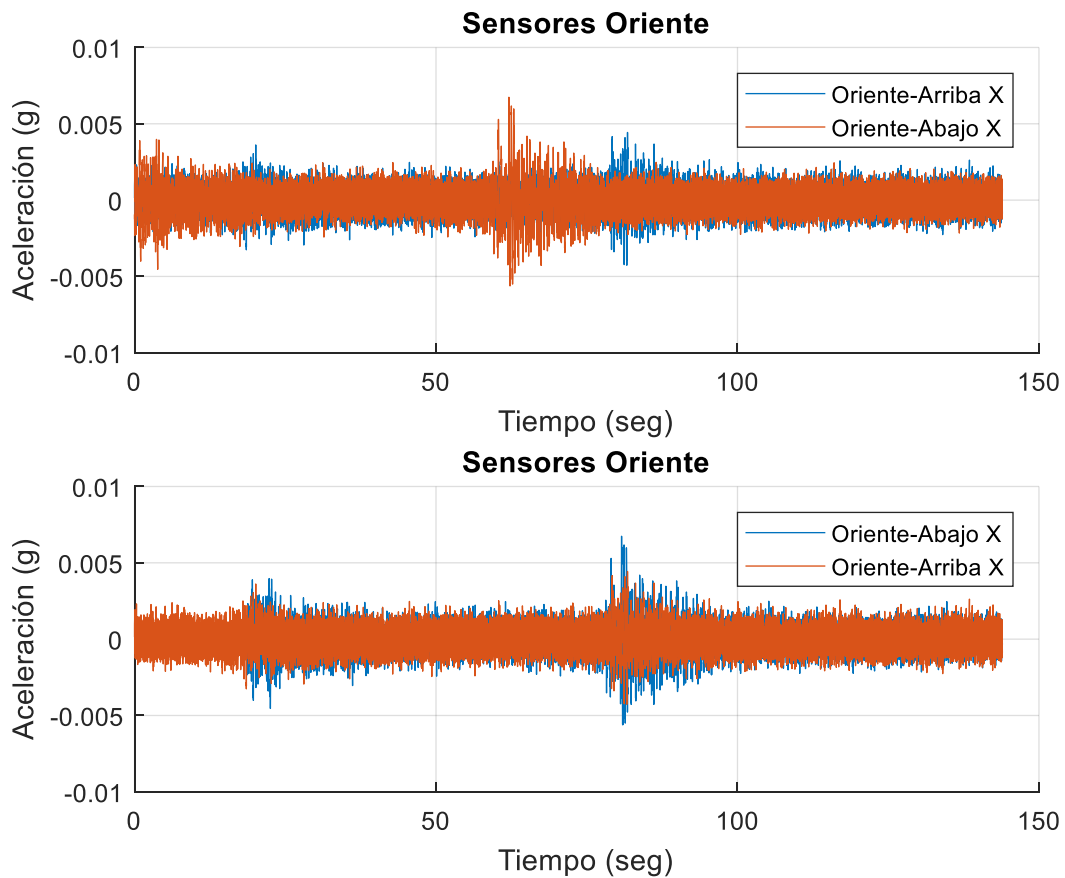 Sensores Oriente
Aceleración (g)
0.01
0.005
0
-0.005
-0.01
Oriente-Arriba X
Oriente-Abajo X
0 50 100 150
Tiempo (seg)
Sensores Oriente
Aceleración (g)
0.01
0.005
0
-0.005
-0.01
Oriente-Abajo X
Oriente-Arriba X
0 50 100 150
Tiempo (seg)